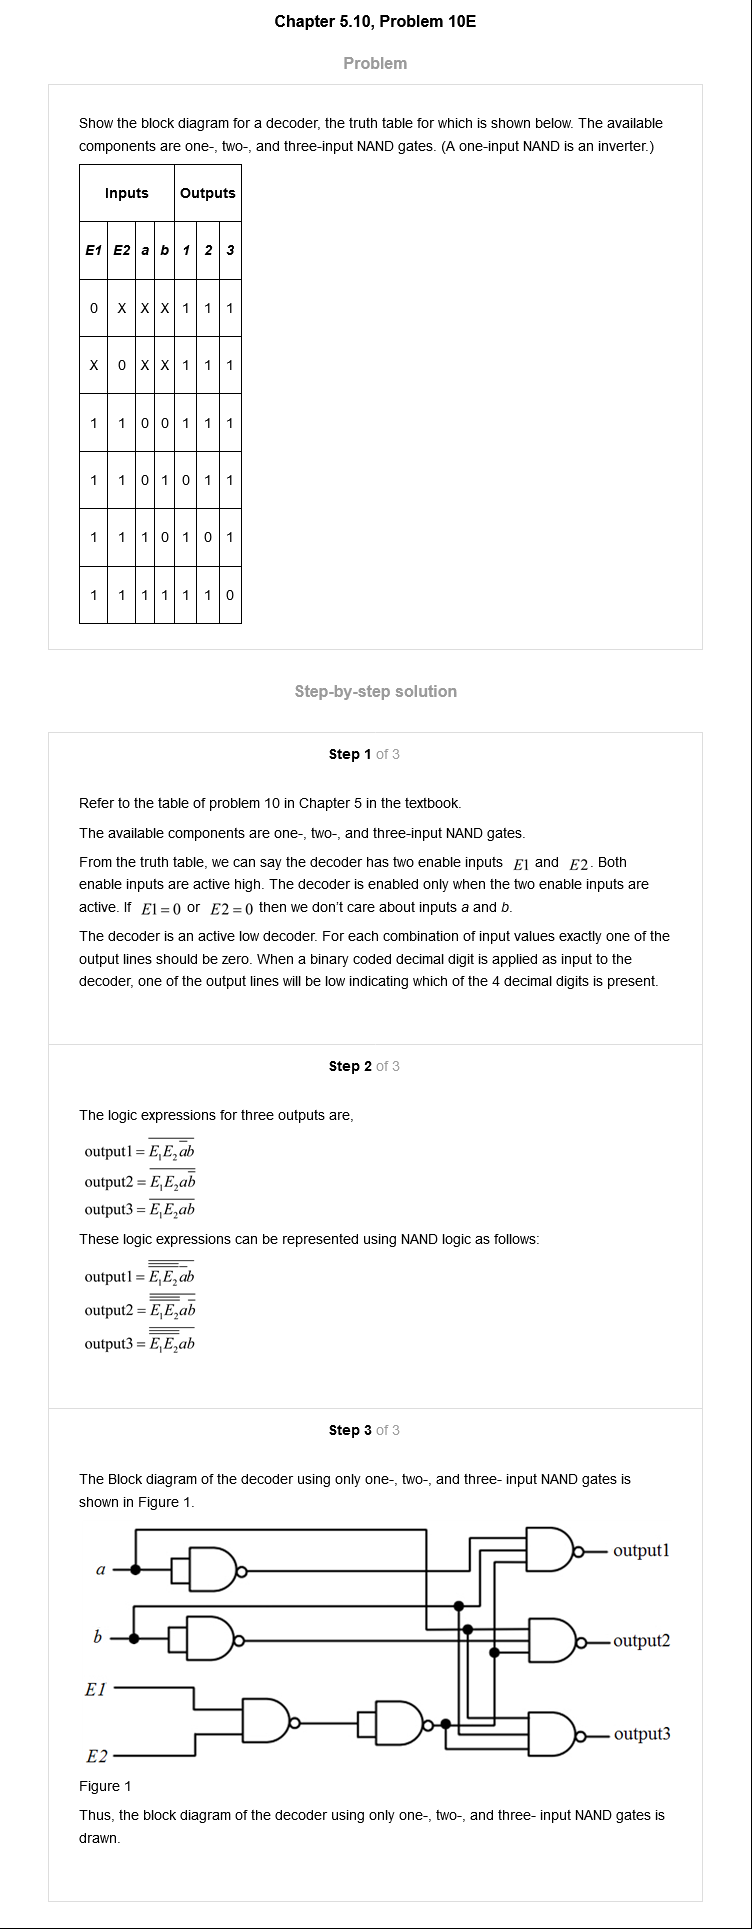 Chapter 5.10, Problem 10E
Problem
Show the block diagram for a decoder, the truth table for which is shown below. The available
components are one-, two-, and three-input NAND gates. (A one-input NAND is an inverter.)
Inputs Outputs
E1 E2 a b 1 2 3
0 X X X 1 1 1
X 0 X X 1 1 1
1 1 0 0 1 1 1
1 1 0 1 0 1 1
1 1 1 0 1 0 1
1 1 1 1 1 1 0
Step-by-step solution
Step 1 of 3
Refer to the table of problem 10 in Chapter 5 in the textbook.
The available components are one-, two-, and three-input NAND gates.
From the truth table, we can say the decoder has two enable inputs E1 and E2. Both
enable inputs are active high. The decoder is enabled only when the two enable inputs are
active. If E1 = 0 or E2 = 0 then we don't care about inputs a and b.
The decoder is an active low decoder. For each combination of input values exactly one of the
output lines should be zero. When a binary coded decimal digit is applied as input to the
decoder, one of the output lines will be low indicating which of the 4 decimal digits is present.
Step 2 of 3
The logic expressions for three outputs are,
output1 = \overline{E₁E₂\overline{a}b}
output2 = \overline{E₁E₂a\overline{b}}
output3 = \overline{E₁E₂ab}
These logic expressions can be represented using NAND logic as follows:
output1 = \overline{\overline{\overline{E₁E₂}}\overline{a}b}
output2 = \overline{\overline{\overline{E₁E₂}}a\overline{b}}
output3 = \overline{\overline{\overline{E₁E₂}}ab}
Step 3 of 3
The Block diagram of the decoder using only one-, two-, and three- input NAND gates is
shown in Figure 1.
output1
a
b
output2
E1
output3
E2
Figure 1
Thus, the block diagram of the decoder using only one-, two-, and three- input NAND gates is
drawn.